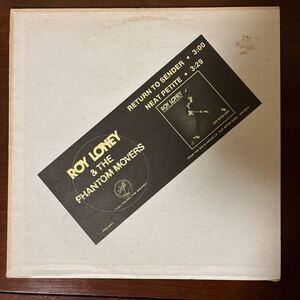 ROY LONEY
& THE
PHANTOM MOVERS
RETURN TO SENDER • 3:00
NEAT PETITE • 3:29
ROY LONEY